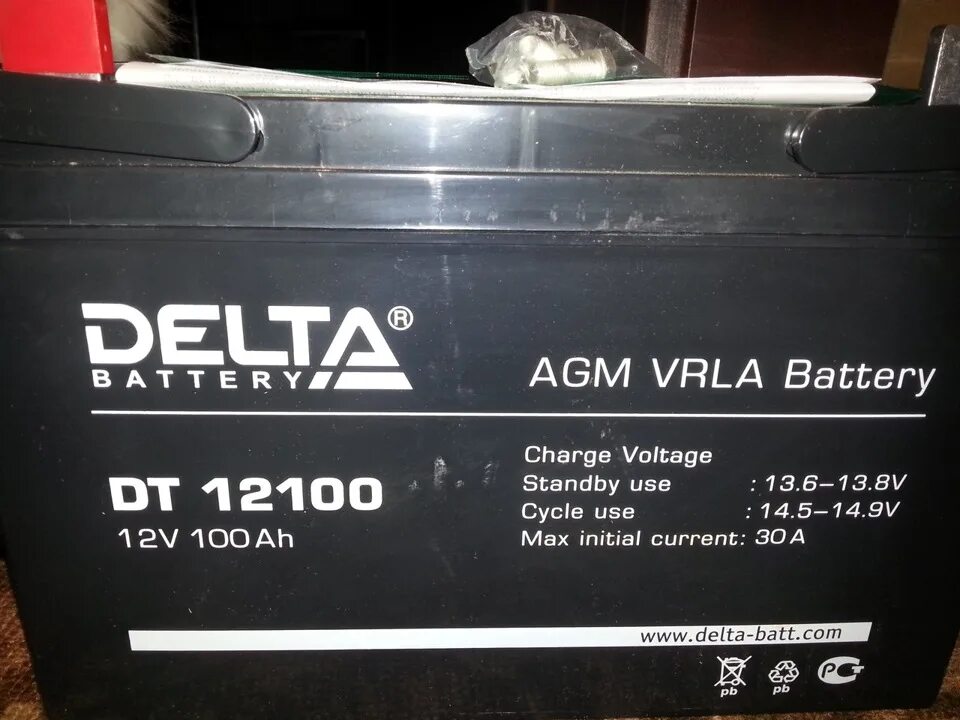 DELTA®
BATTERY
AGM VRLA Battery
DT 12100
12V 100Ah
Charge Voltage
Standby use : 13.6–13.8V
Cycle use : 14.5–14.9V
Max initial current: 30A
www.delta-batt.com
pb pb